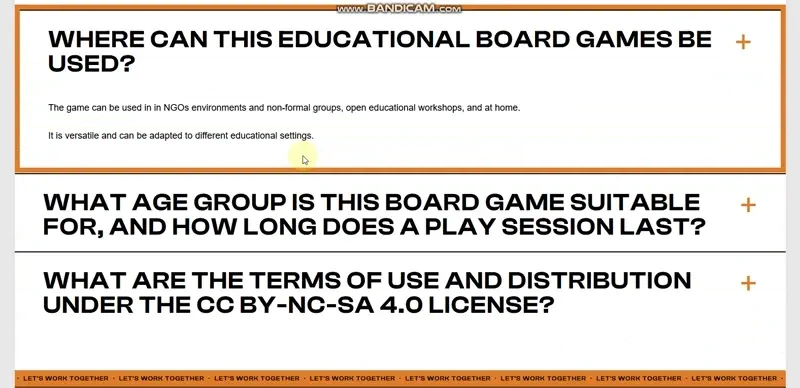 WWW.BANDICAM.COM
WHERE CAN THIS EDUCATIONAL BOARD GAMES BE
USED?
The game can be used in in NGOs environments and non-formal groups, open educational workshops, and at home.
It is versatile and can be adapted to different educational settings.
WHAT AGE GROUP IS THIS BOARD GAME SUITABLE
FOR, AND HOW LONG DOES A PLAY SESSION LAST?
WHAT ARE THE TERMS OF USE AND DISTRIBUTION
UNDER THE CC BY-NC-SA 4.0 LICENSE?
· LET'S WORK TOGETHER · LET'S WORK TOGETHER · LET'S WORK TOGETHER · LET'S WORK TOGETHER · LET'S WORK TOGETHER · LET'S WORK TOGETHER · LET'S WORK TOGETHER · LET'S WORK TOGETHER ·